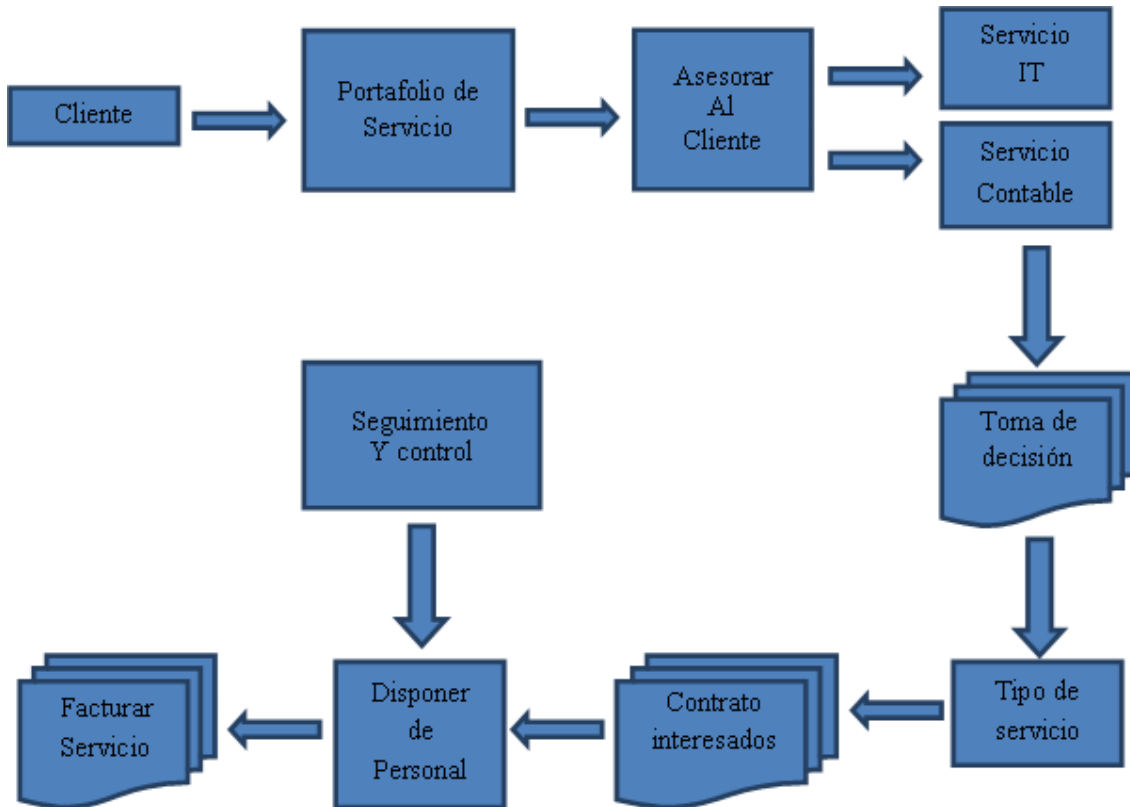 Cliente
Portafolio de
Servicio
Asesorar
Al
Cliente
Servicio
IT
Servicio
Contable
Toma de
decisión
Tipo de
servicio
Contrato
interesados
Seguimiento
Y control
Disponer
de
Personal
Facturar
Servicio